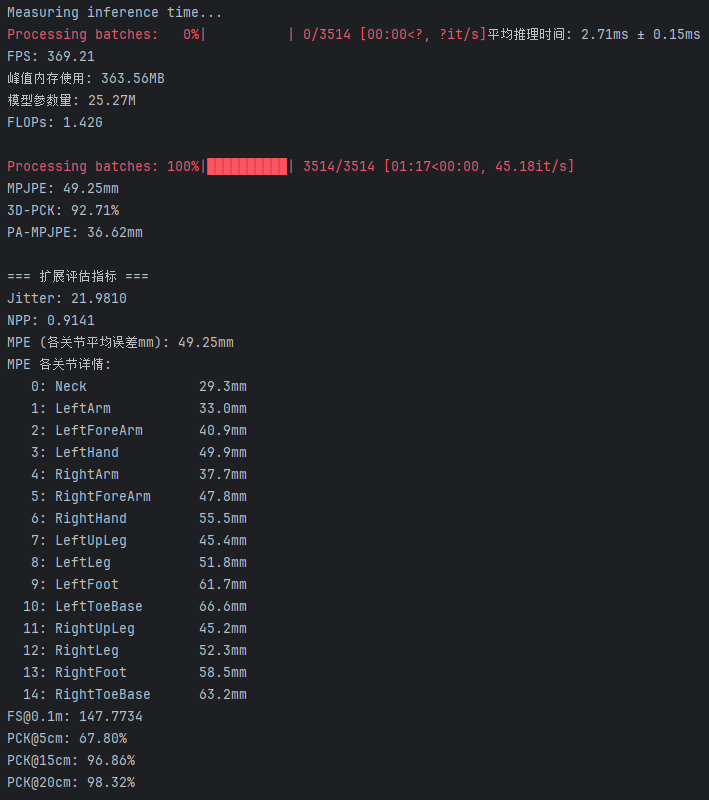 Measuring inference time...
Processing batches:   0%|          | 0/3514 [00:00<?, ?it/s]平均推理时间: 2.71ms ± 0.15ms
FPS: 369.21
峰值内存使用: 363.56MB
模型参数量: 25.27M
FLOPs: 1.42G
Processing batches: 100%|██████████| 3514/3514 [01:17<00:00, 45.18it/s]
MPJPE: 49.25mm
3D-PCK: 92.71%
PA-MPJPE: 36.62mm
=== 扩展评估指标 ===
Jitter: 21.9810
NPP: 0.9141
MPE (各关节平均误差mm): 49.25mm
MPE 各关节详情:
   0: Neck              29.3mm
   1: LeftArm           33.0mm
   2: LeftForeArm       40.9mm
   3: LeftHand          49.9mm
   4: RightArm          37.7mm
   5: RightForeArm      47.8mm
   6: RightHand         55.5mm
   7: LeftUpLeg         45.4mm
   8: LeftLeg           51.8mm
   9: LeftFoot          61.7mm
  10: LeftToeBase       66.6mm
  11: RightUpLeg        45.2mm
  12: RightLeg          52.3mm
  13: RightFoot         58.5mm
  14: RightToeBase      63.2mm
FS@0.1m: 147.7734
PCK@5cm: 67.80%
PCK@15cm: 96.86%
PCK@20cm: 98.32%